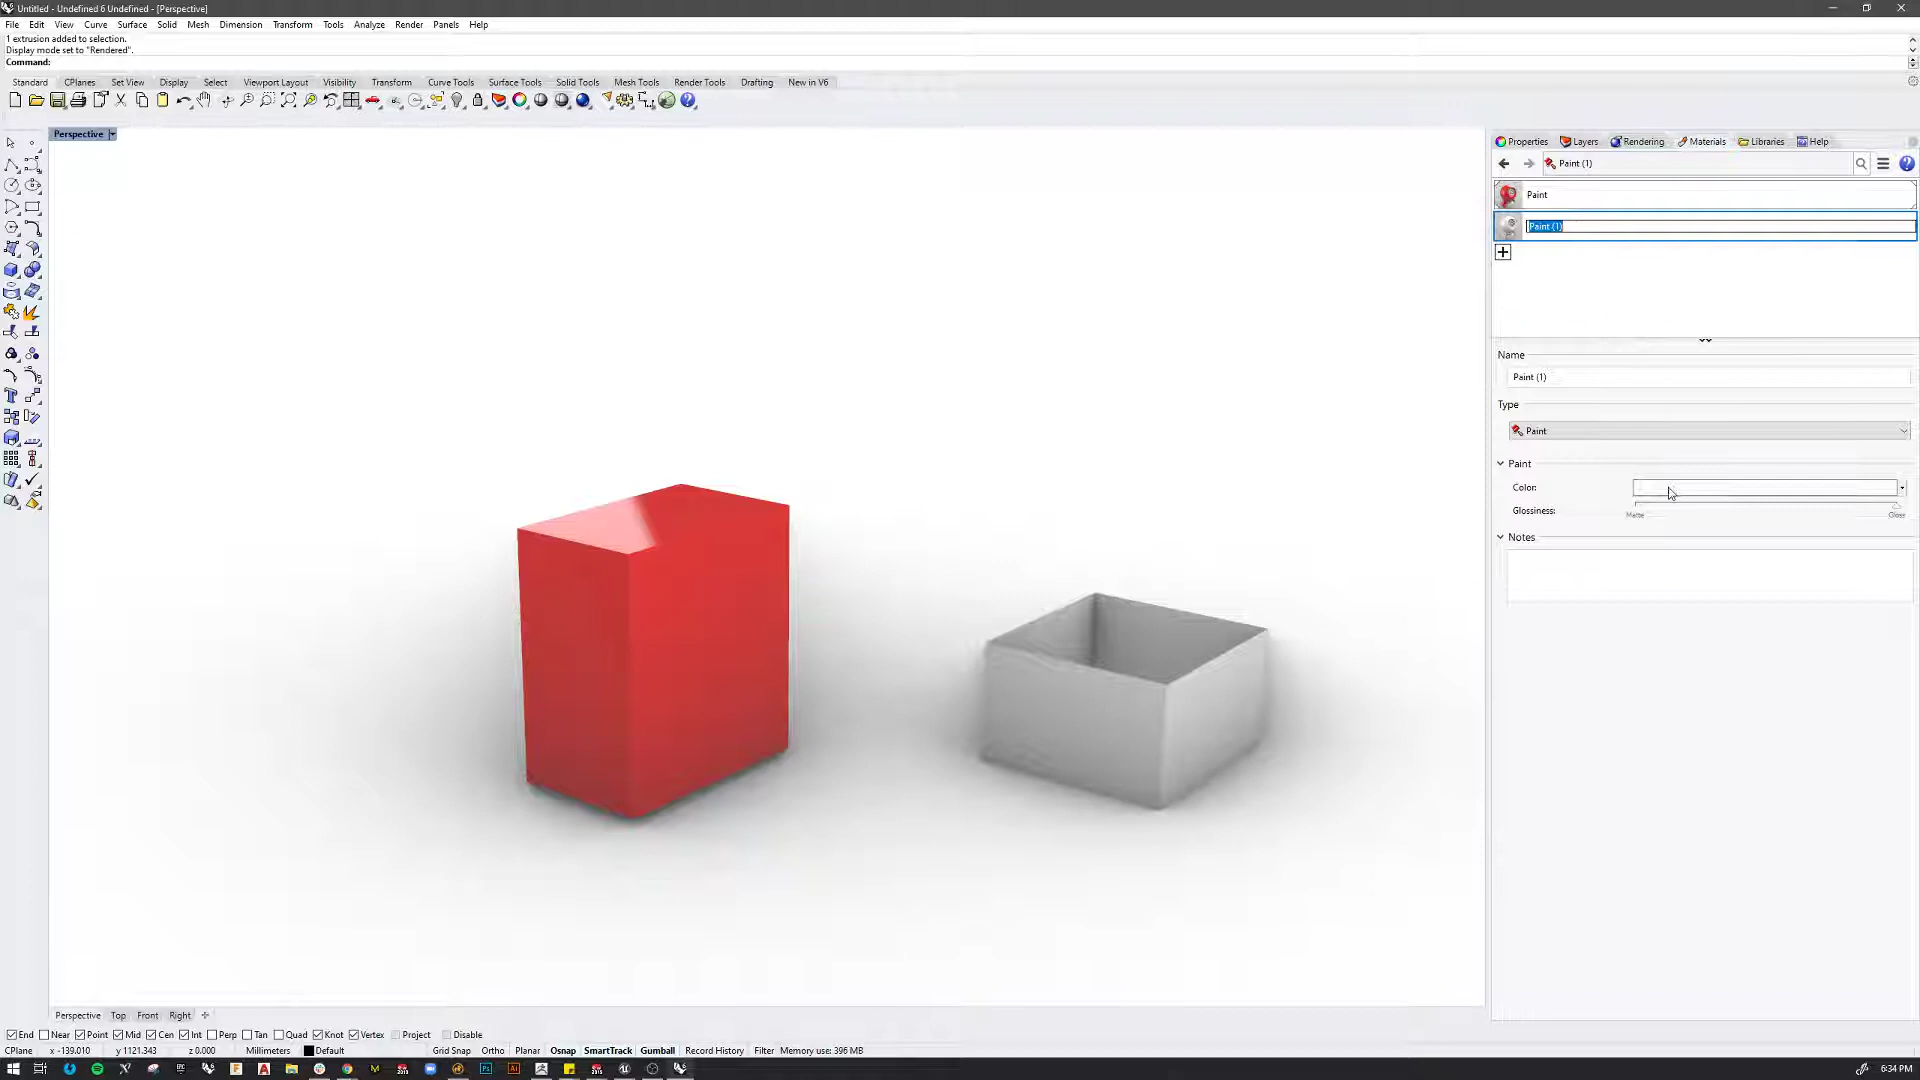 Untitled - Undefined 6 Undefined - [Perspective]
File Edit View Curve Surface Solid Mesh Dimension Transform Tools Analyze Render Panels Help
1 extrusion added to selection.
Display mode set to "Rendered".
Command:
Standard CPlanes Set View Display Select Viewport Layout Visibility Transform Curve Tools Surface Tools Solid Tools Mesh Tools Render Tools Drafting New in V6
Perspective
Properties Layers Rendering Materials Libraries Help
Paint (1)
Paint
Paint (1)
Name
Paint (1)
Type
Paint
Paint
Color:
Glossiness:
Matte Gloss
Notes
Perspective Top Front Right
End Near Point Mid Cen Int Perp Tan Quad Knot Vertex Project Disable
CPlane x -139.010 y 1121.343 z 0.000 Millimeters Default Grid Snap Ortho Planar Osnap SmartTrack Gumball Record History Filter Memory use: 396 MB
6:34 PM